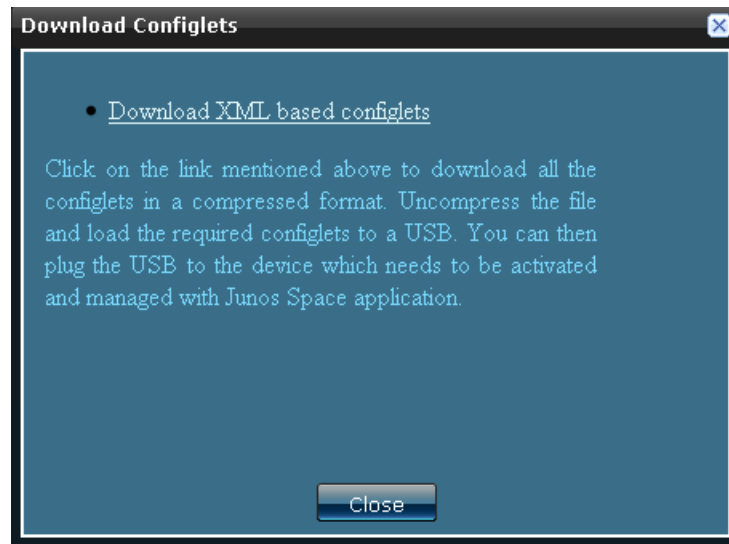 Download Configlets
Download XML based configlets
Click on the link mentioned above to download all the
configlets in a compressed format. Uncompress the file
and load the required configlets to a USB. You can then
plug the USB to the device which needs to be activated
and managed with Junos Space application.
Close